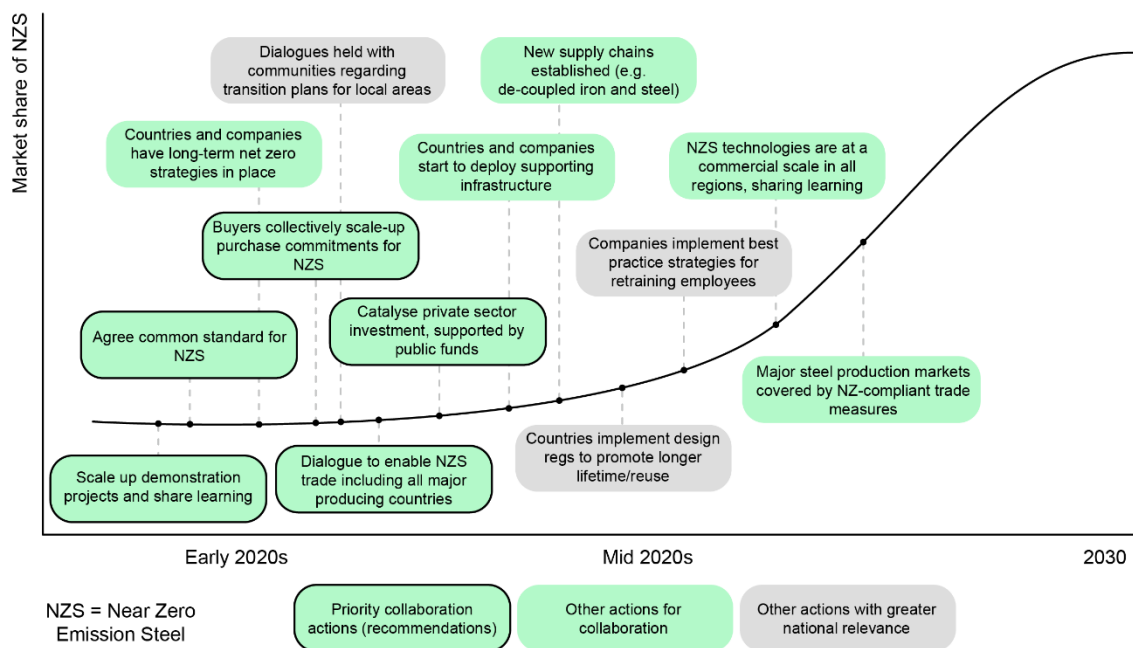 Market share of NZS
Dialogues held with
communities regarding
transition plans for local areas
New supply chains
established (e.g.
de-coupled iron and steel)
Countries and companies
have long-term net zero
strategies in place
Countries and companies
start to deploy supporting
infrastructure
NZS technologies are at a
commercial scale in all
regions, sharing learning
Buyers collectively scale-up
purchase commitments for
NZS
Companies implement best
practice strategies for
retraining employees
Agree common standard for
NZS
Catalyse private sector
investment, supported by
public funds
Major steel production markets
covered by NZ-compliant trade
measures
Scale up demonstration
projects and share learning
Dialogue to enable NZS
trade including all major
producing countries
Countries implement design
regs to promote longer
lifetime/reuse
Early 2020s
Mid 2020s
2030
NZS = Near Zero
Emission Steel
Priority collaboration
actions (recommendations)
Other actions for
collaboration
Other actions with greater
national relevance